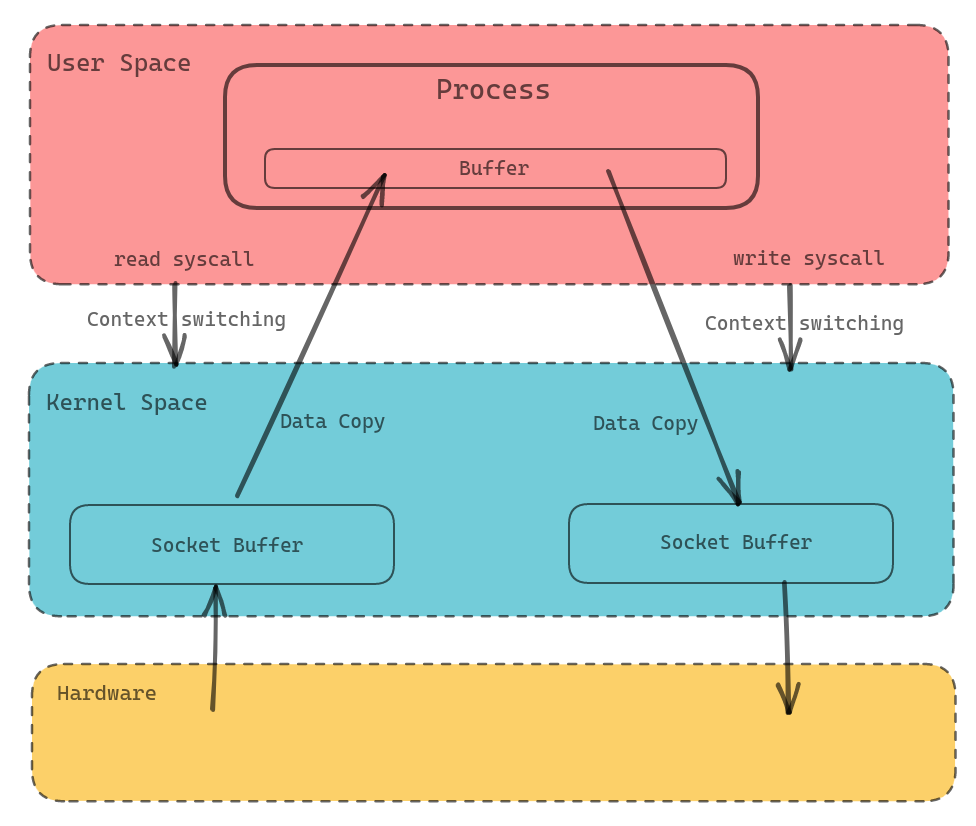 User Space
Process
Buffer
read syscall
write syscall
Context switching
Context switching
Kernel Space
Data Copy
Data Copy
Socket Buffer
Socket Buffer
Hardware